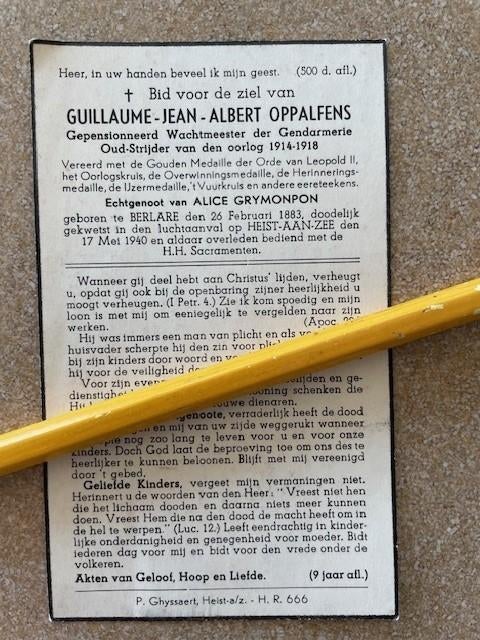 Heer, in uw handen beveel ik mijn geest. (500 d. afl.)
† Bid voor de ziel van
GUILLAUME-JEAN-ALBERT OPPALFENS
Gepensionneerd Wachtmeester der Gendarmerie
Oud-Strijder van den oorlog 1914-1918
Vereerd met de Gouden Medaille der Orde van Leopold II,
het Oorlogskruis, de Overwinningsmedaille, de Herinnerings-
medaille, de IJzermedaille, 't Vuurkruis en andere eereteekens.
Echtgenoot van ALICE GRYMONPON
geboren te BERLARE den 26 Februari 1883, doodelijk
gekwetst in den luchtaanval op HEIST-AAN-ZEE den
17 Mei 1940 en aldaar overleden bediend met de
H.H. Sacramenten.
Wanneer gij deel hebt aan Christus' lijden, verheugt
u, opdat gij ook bij de openbaring zijner heerlijkheid u
moogt verheugen. (I Petr. 4.) Zie ik kom spoedig en mijn
loon is met mij om eeniegelijk te vergelden naar zijn
werken. (Apoc.
Hij was immers een man van plicht en als
huisvader scherpte hij den zin voor
bij zijn kinders door woord en
hij voor de veiligheid
Voor zijn en ge-
dienstigheid schenken die
dienaren.
verraderlijk heeft de dood
en mij van uw zijde weggerukt wanneer
nog zoo lang te leven voor u en voor onze
kinders. Doch God laat de beproeving toe om ons des te
heerlijker te kunnen beloonen. Blijft met mij vereenigd
door 't gebed.
Geliefde Kinders, vergeet mijn vermaningen niet.
Herinnert u de woorden van den Heer: "Vreest niet hen
die het lichaam dooden en daarna niets meer kunnen
doen. Vreest Hem die na den dood de macht heeft om in
de hel te werpen." (Luc. 12.) Leeft eendrachtig in kinder-
lijke onderdanigheid en genegenheid voor moeder. Bidt
iederen dag voor mij en bidt voor den vrede onder de
volkeren.
Akten van Geloof, Hoop en Liefde. (9 jaar afl.)
P. Ghyssaert, Heist-a/z. - H. R. 666